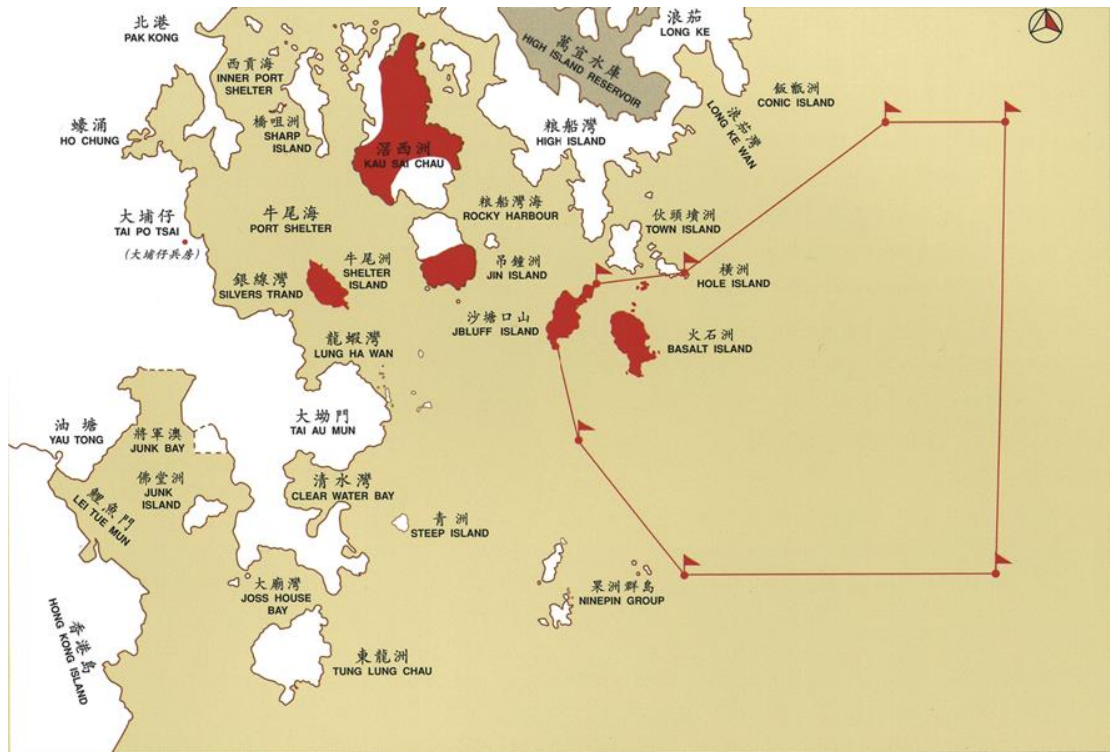 北港
PAK KONG
西貢海
INNER PORT
SHELTER
橋咀洲
SHARP
ISLAND
蠔涌
HO CHUNG
滘西洲
KAU SAI CHAU
萬宜水庫
HIGH ISLAND RESERVOIR
浪茄
LONG KE
飯甑洲
CONIC ISLAND
浪茄灣
LONG KE WAN
粮船灣
HIGH ISLAND
大埔仔
TAI PO TSAI
(大埔仔兵房)
牛尾海
PORT SHELTER
粮船灣海
ROCKY HARBOUR
伏頭墳洲
TOWN ISLAND
銀線灣
SILVERS TRAND
牛尾洲
SHELTER
ISLAND
吊鐘洲
JIN ISLAND
橫洲
HOLE ISLAND
龍蝦灣
LUNG HA WAN
沙塘口山
JBLUFF ISLAND
火石洲
BASALT ISLAND
大坳門
TAI AU MUN
油塘
YAU TONG
將軍澳
JUNK BAY
佛堂洲
JUNK
ISLAND
鯉魚門
LEI TUE MUN
清水灣
CLEAR WATER BAY
青洲
STEEP ISLAND
大廟灣
JOSS HOUSE
BAY
果洲群島
NINEPIN GROUP
香港島
HONG KONG ISLAND
東龍洲
TUNG LUNG CHAU